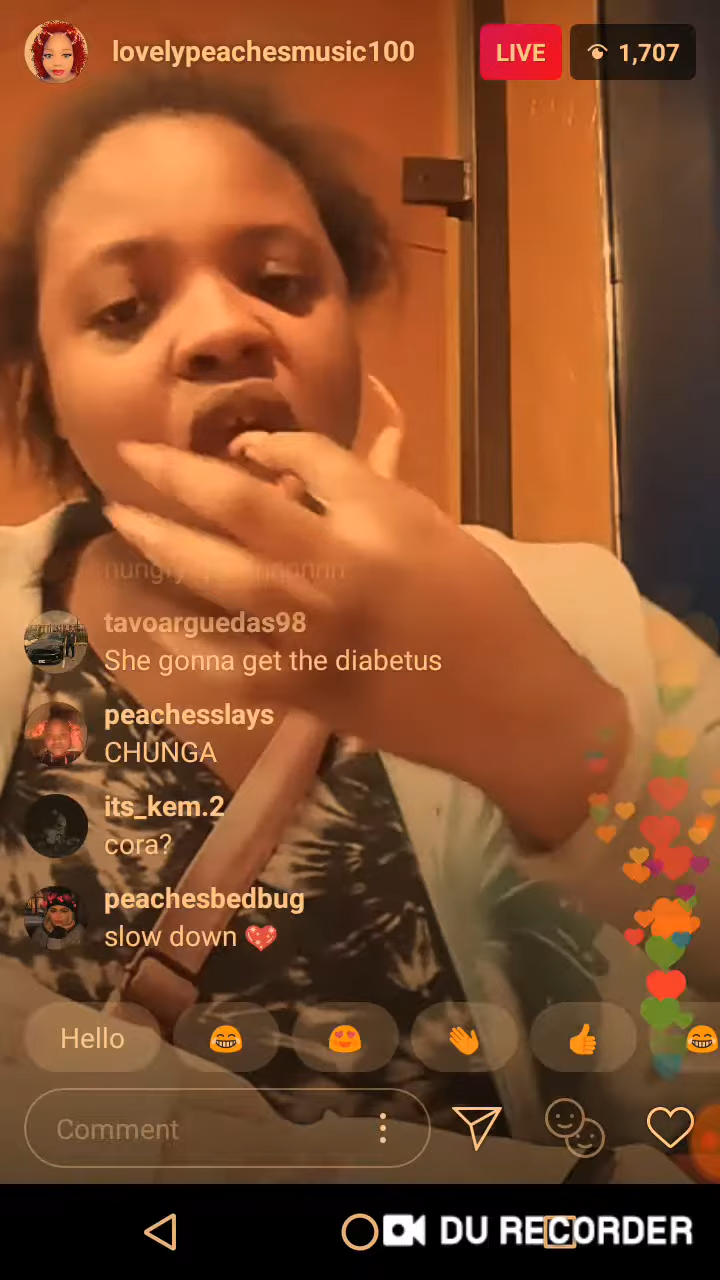 lovelypeachesmusic100
LIVE
1,707
tavoarguedas98
She gonna get the diabetus
peachesslays
CHUNGA
its_kem.2
cora?
peachesbedbug
slow down 💖
Hello
Comment
DU RECORDER